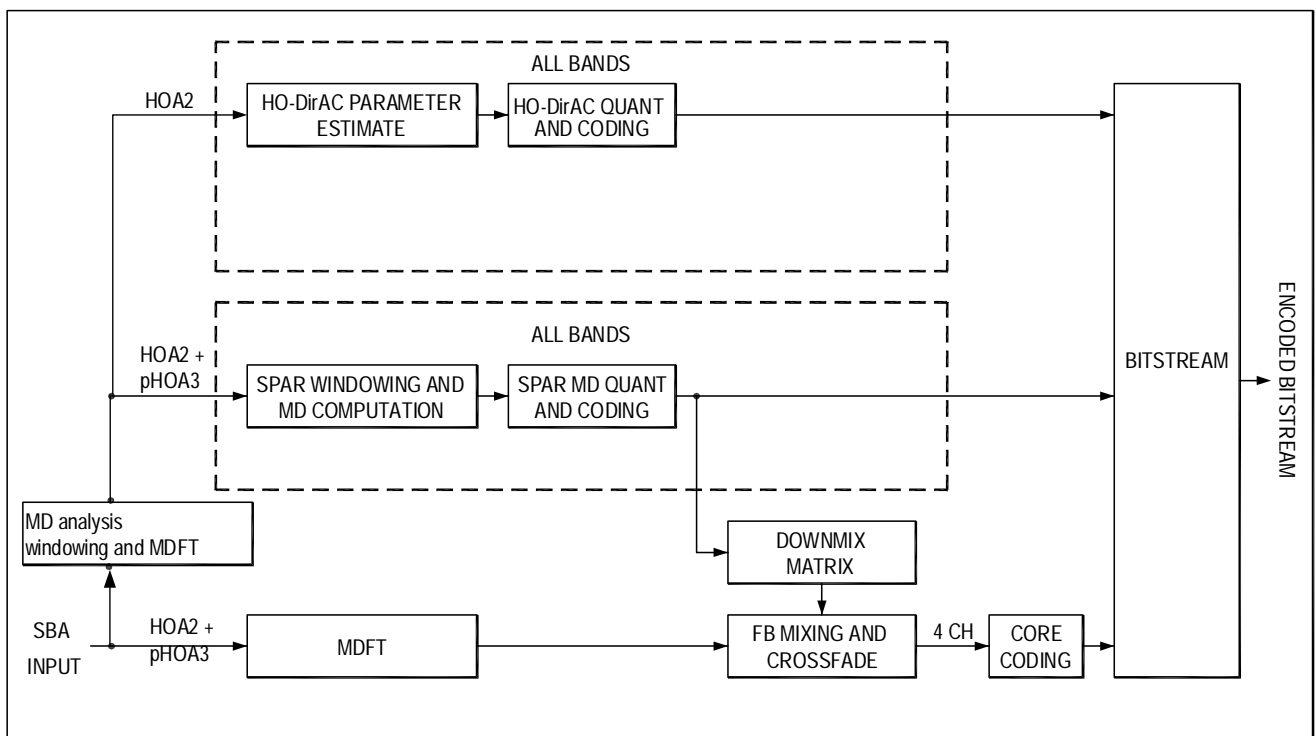 ALL BANDS
HOA2
HO-DirAC PARAMETER
ESTIMATE
HO-DirAC QUANT
AND CODING
ALL BANDS
HOA2 +
pHOA3
SPAR WINDOWING AND
MD COMPUTATION
SPAR MD QUANT
AND CODING
BITSTREAM
ENCODED BITSTREAM
MD analysis
windowing and MDFT
DOWNMIX
MATRIX
SBA
INPUT
HOA2 +
pHOA3
MDFT
FB MIXING AND
CROSSFADE
4 CH
CORE
CODING